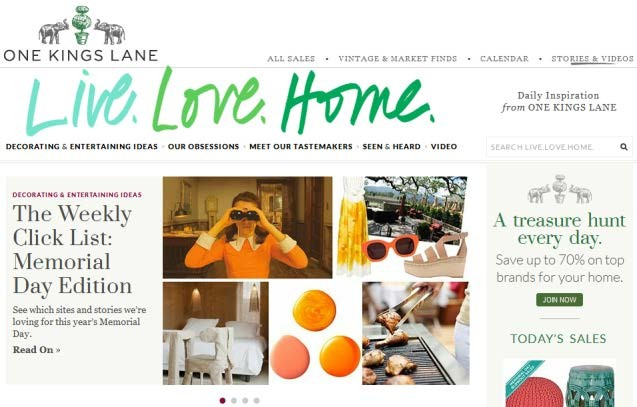 ONE KINGS LANE
ALL SALES • VINTAGE & MARKET FINDS • CALENDAR • STORIES & VIDEOS
Live. Love. Home.
Daily Inspiration
from ONE KINGS LANE
DECORATING & ENTERTAINING IDEAS • OUR OBSESSIONS • MEET OUR TASTEMAKERS • SEEN & HEARD • VIDEO
SEARCH LIVE.LOVE.HOME.
DECORATING & ENTERTAINING IDEAS
The Weekly
Click List:
Memorial
Day Edition
See which sites and stories we're
loving for this year's Memorial
Day.
Read On »
A treasure hunt
every day.
Save up to 70% on top
brands for your home.
JOIN NOW
TODAY'S SALES